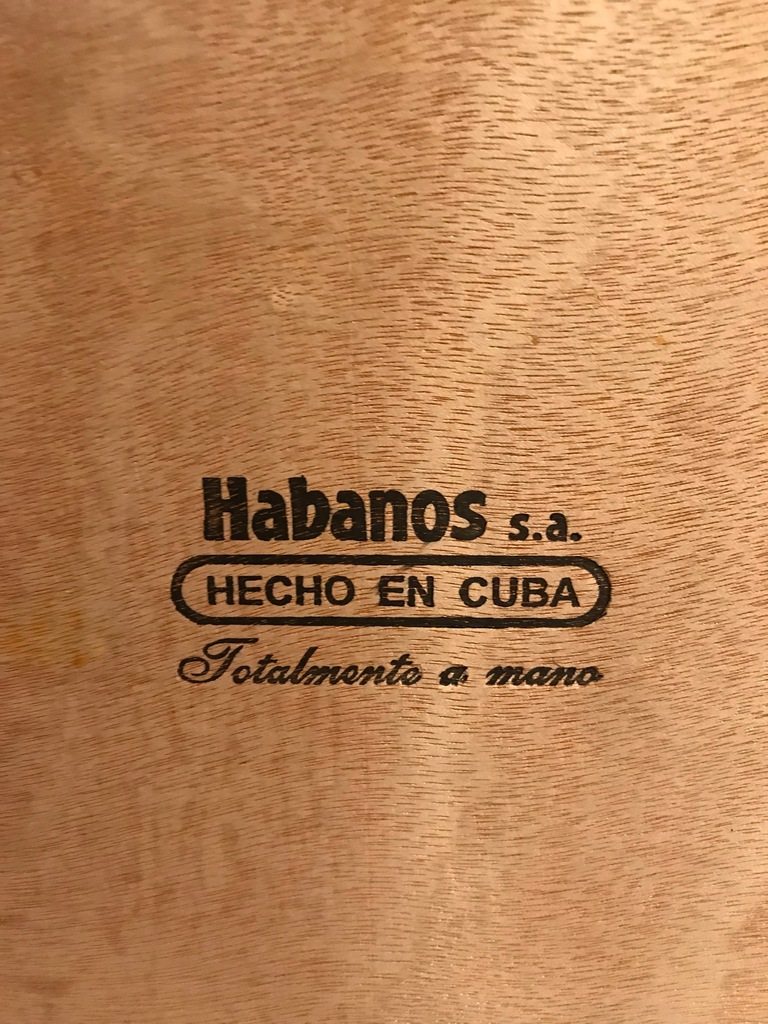 Habanos s.a.
HECHO EN CUBA
Totalmente a mano